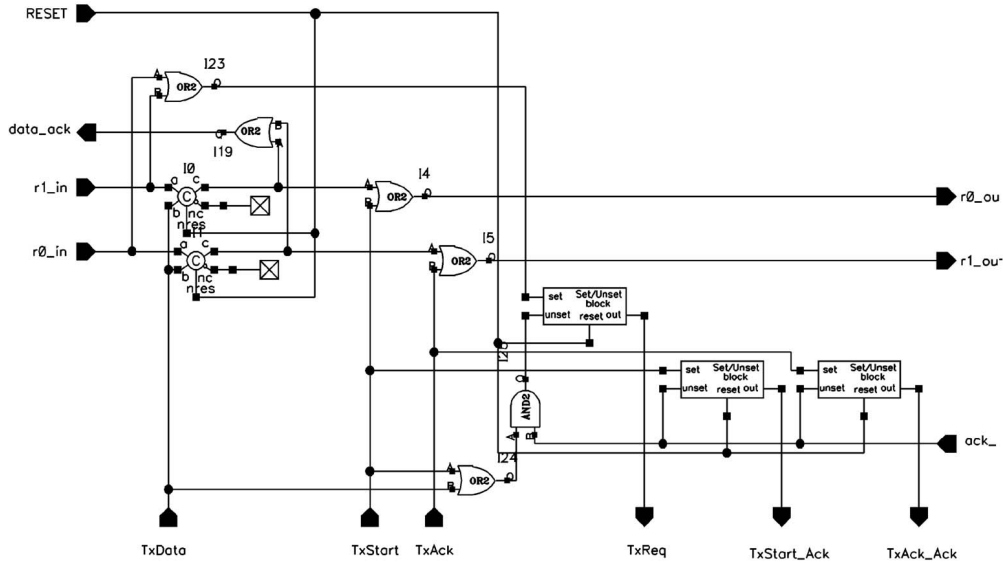 RESET
I23
A
B
OR2
O
data_ack
O
OR2
B
A
I19
r1_in
I0
a
c
C
b
nc
nres
A
B
OR2
O
I4
r0_ou
r0_in
I1
a
c
C
b
nc
nres
A
B
OR2
O
I5
r1_ou
set
Set/Unset
block
unset
reset
out
set
Set/Unset
block
unset
reset
out
set
Set/Unset
block
unset
reset
out
O
AND2
A
B
ack_
I24
A
B
OR2
O
TxData
TxStart
TxAck
TxReq
TxStart_Ack
TxAck_Ack